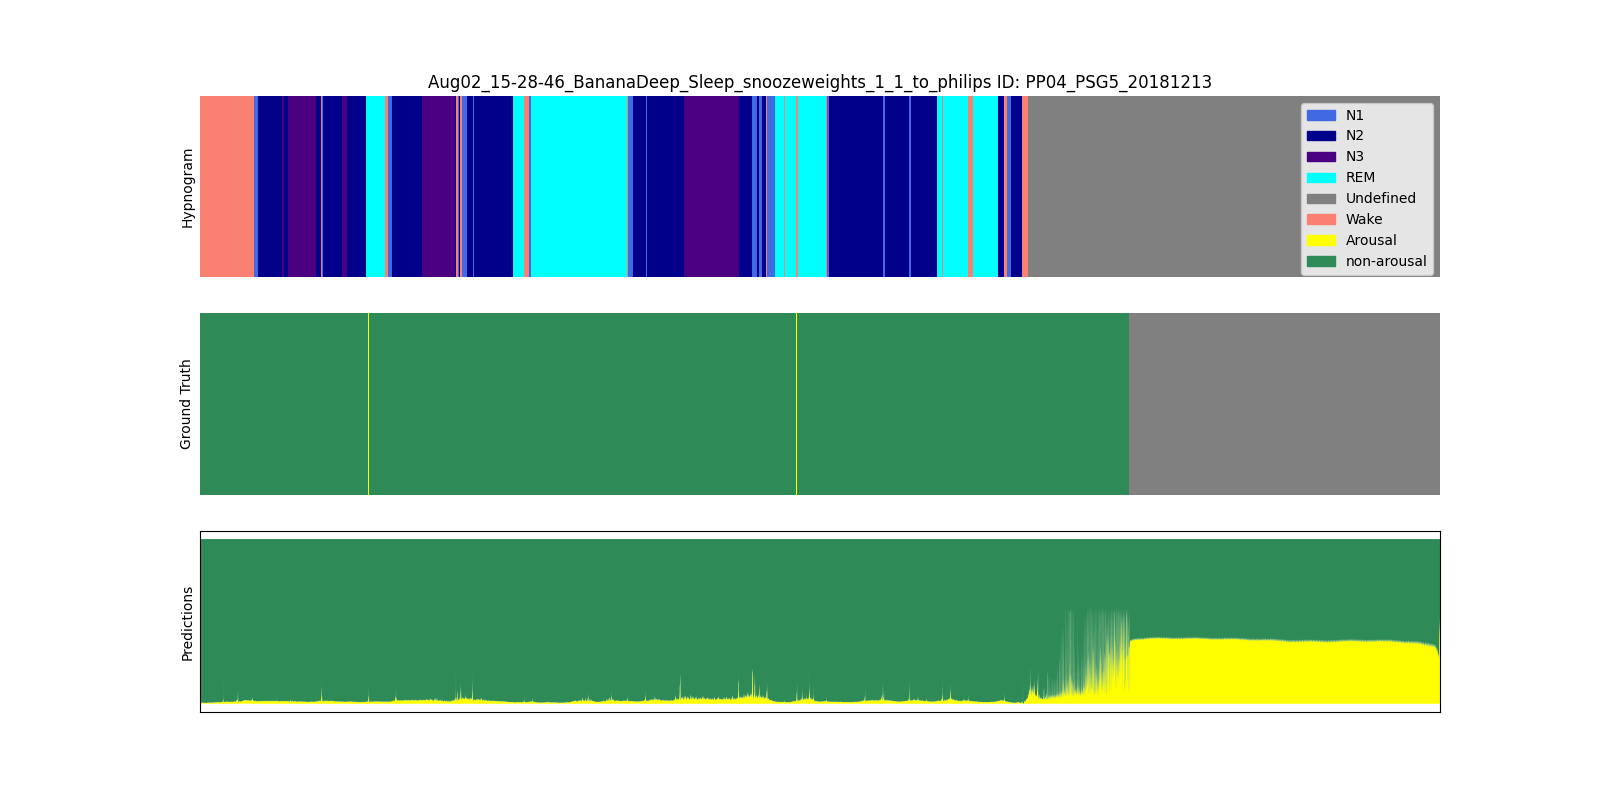 Aug02_15-28-46_BananaDeep_Sleep_snoozeweights_1_1_to_philips ID: PP04_PSG5_20181213
Hypnogram
N1
N2
N3
REM
Undefined
Wake
Arousal
non-arousal
Ground Truth
Predictions